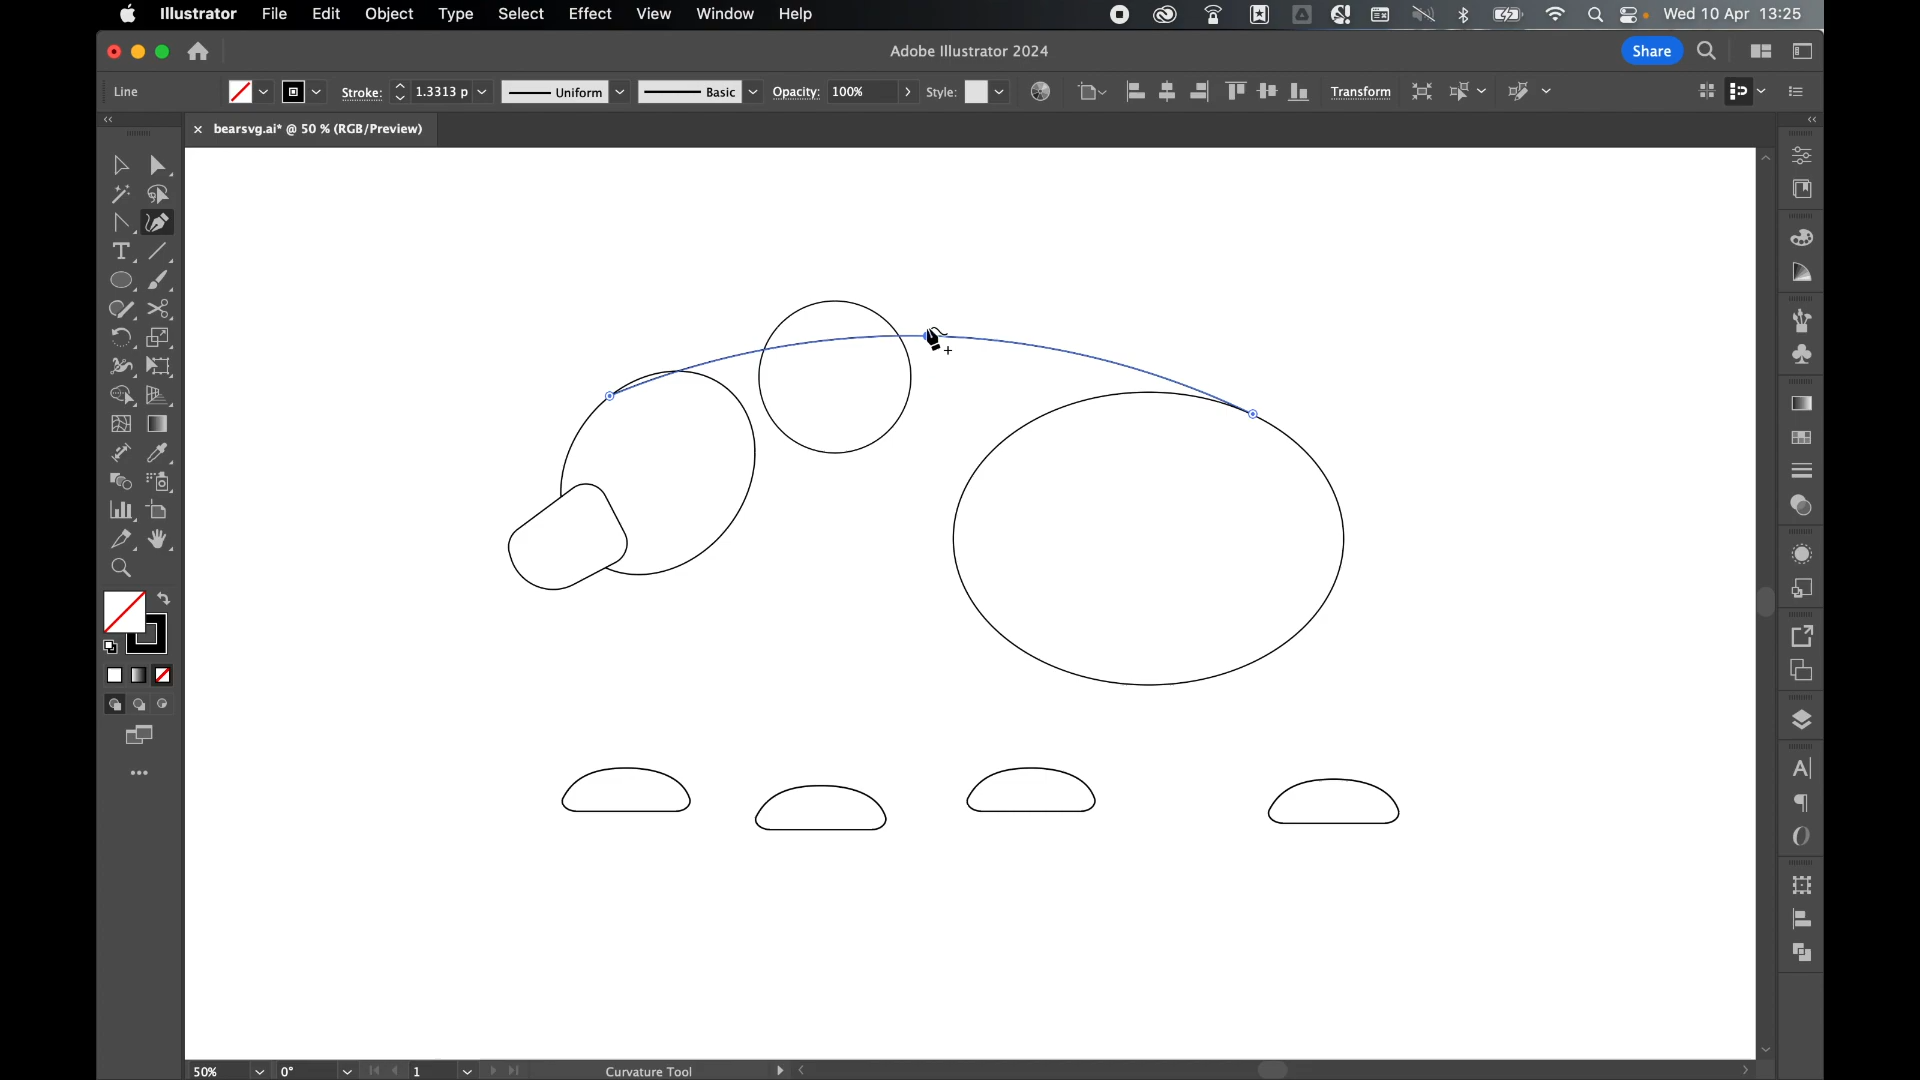 Illustrator File Edit Object Type Select Effect View Window Help Wed 10 Apr 13:25
Adobe Illustrator 2024 Share
Line Stroke: 1.3313 p Uniform Basic Opacity: 100% Style: Transform
bearsvg.ai* @ 50 % (RGB/Preview)
50% 0° 1 Curvature Tool